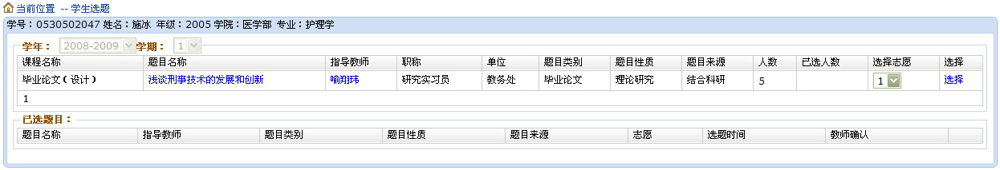 当前位置 -- 学生选题
学号：0530502047 姓名：施冰 年级：2005 学院：医学部 专业：护理学
学年： 2008-2009 学期： 1
课程名称 题目名称 指导教师 职称 单位 题目类别 题目性质 题目来源 人数 已选人数 选择志愿 选择
毕业论文（设计） 浅谈刑事技术的发展和创新 喻翔玮 研究实习员 教务处 毕业论文 理论研究 结合科研 5 1 选择
1
已选题目：
题目名称 指导教师 题目类别 题目性质 题目来源 志愿 选题时间 教师确认